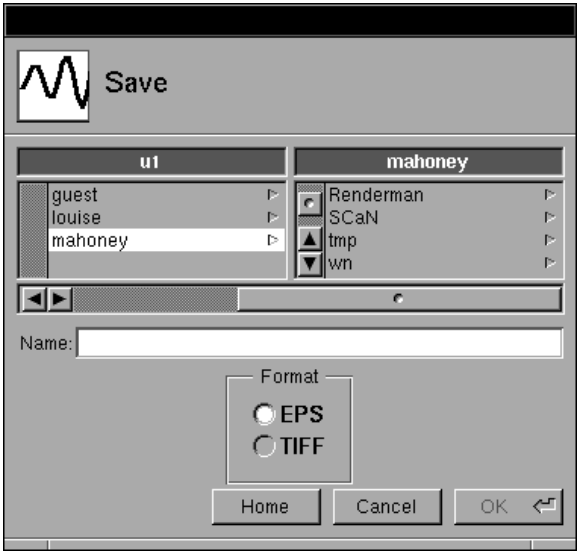 Save
u1 mahoney
guest Renderman
louise SCaN
mahoney tmp
wn
Name:
Format
EPS
TIFF
Home Cancel OK